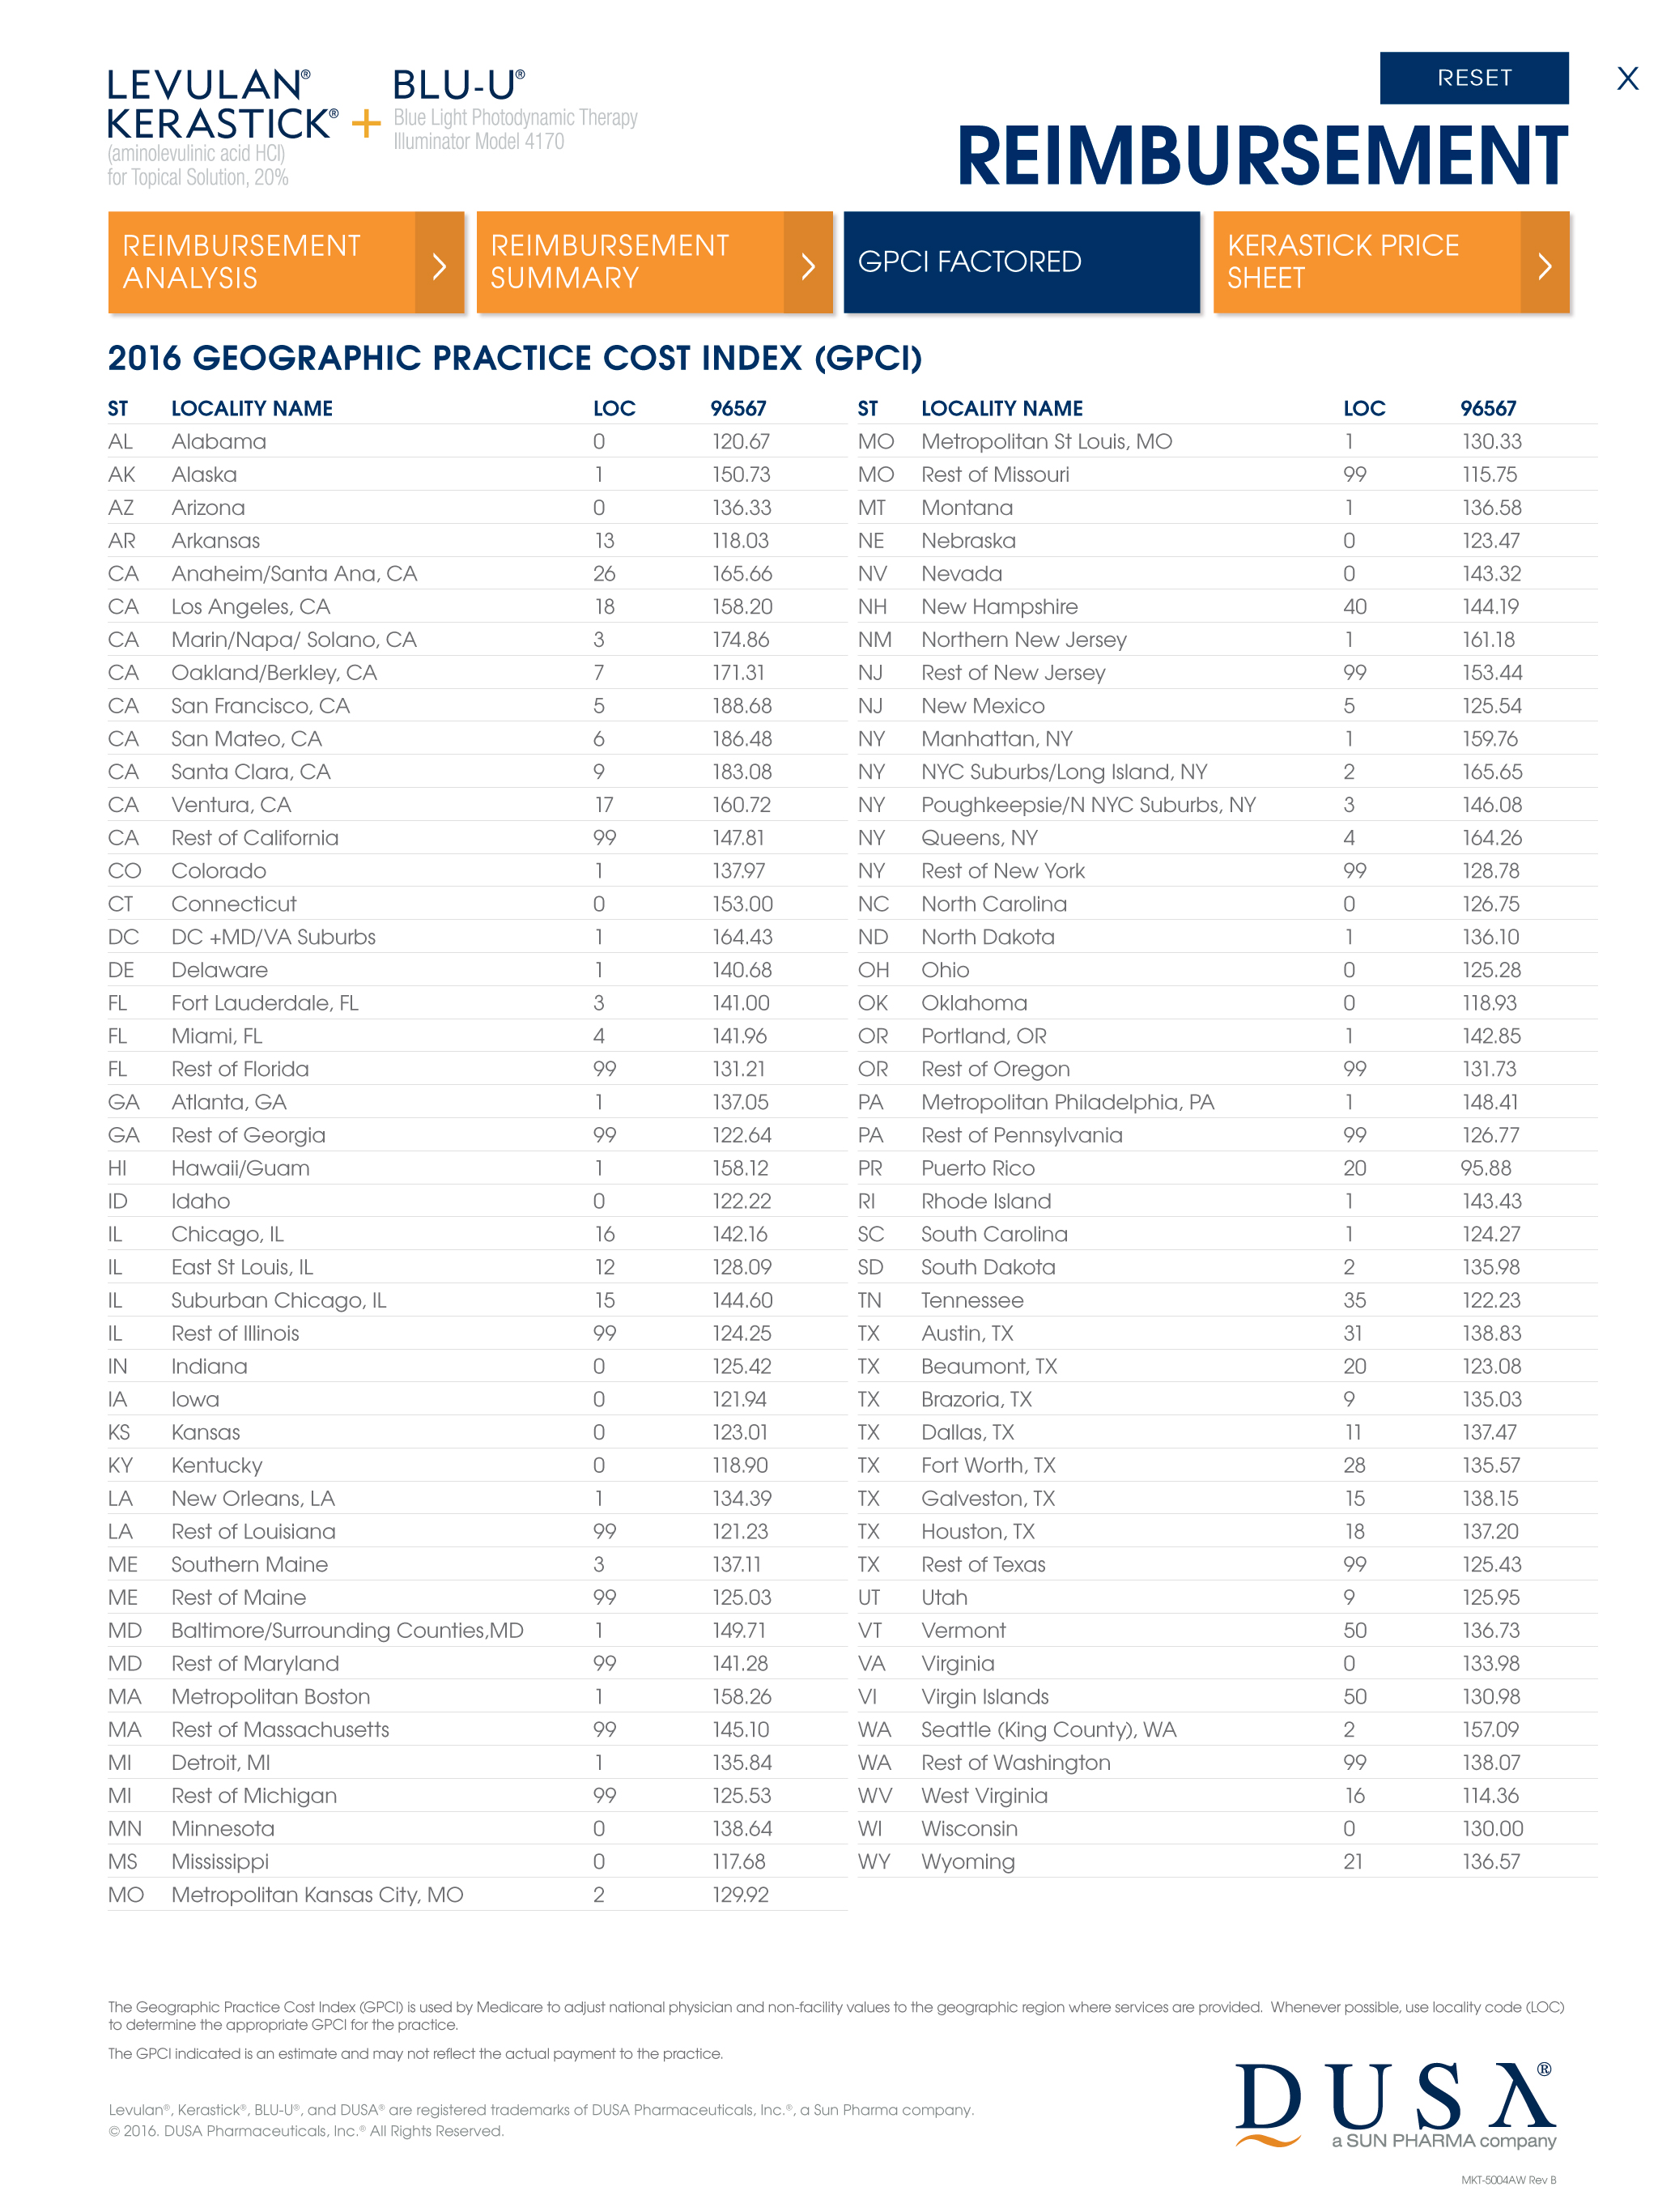 LEVULAN®
KERASTICK®
(aminolevulinic acid HCl)
for Topical Solution, 20%
+
BLU-U®
Blue Light Photodynamic Therapy
Illuminator Model 4170
RESET
X
REIMBURSEMENT
REIMBURSEMENT
ANALYSIS
REIMBURSEMENT
SUMMARY
GPCI FACTORED
KERASTICK PRICE
SHEET
2016 GEOGRAPHIC PRACTICE COST INDEX (GPCI)
ST LOCALITY NAME LOC 96567
AL Alabama 0 120.67
AK Alaska 1 150.73
AZ Arizona 0 136.33
AR Arkansas 13 118.03
CA Anaheim/Santa Ana, CA 26 165.66
CA Los Angeles, CA 18 158.20
CA Marin/Napa/ Solano, CA 3 174.86
CA Oakland/Berkley, CA 7 171.31
CA San Francisco, CA 5 188.68
CA San Mateo, CA 6 186.48
CA Santa Clara, CA 9 183.08
CA Ventura, CA 17 160.72
CA Rest of California 99 147.81
CO Colorado 1 137.97
CT Connecticut 0 153.00
DC DC +MD/VA Suburbs 1 164.43
DE Delaware 1 140.68
FL Fort Lauderdale, FL 3 141.00
FL Miami, FL 4 141.96
FL Rest of Florida 99 131.21
GA Atlanta, GA 1 137.05
GA Rest of Georgia 99 122.64
HI Hawaii/Guam 1 158.12
ID Idaho 0 122.22
IL Chicago, IL 16 142.16
IL East St Louis, IL 12 128.09
IL Suburban Chicago, IL 15 144.60
IL Rest of Illinois 99 124.25
IN Indiana 0 125.42
IA Iowa 0 121.94
KS Kansas 0 123.01
KY Kentucky 0 118.90
LA New Orleans, LA 1 134.39
LA Rest of Louisiana 99 121.23
ME Southern Maine 3 137.11
ME Rest of Maine 99 125.03
MD Baltimore/Surrounding Counties,MD 1 149.71
MD Rest of Maryland 99 141.28
MA Metropolitan Boston 1 158.26
MA Rest of Massachusetts 99 145.10
MI Detroit, MI 1 135.84
MI Rest of Michigan 99 125.53
MN Minnesota 0 138.64
MS Mississippi 0 117.68
MO Metropolitan Kansas City, MO 2 129.92
ST LOCALITY NAME LOC 96567
MO Metropolitan St Louis, MO 1 130.33
MO Rest of Missouri 99 115.75
MT Montana 1 136.58
NE Nebraska 0 123.47
NV Nevada 0 143.32
NH New Hampshire 40 144.19
NM Northern New Jersey 1 161.18
NJ Rest of New Jersey 99 153.44
NJ New Mexico 5 125.54
NY Manhattan, NY 1 159.76
NY NYC Suburbs/Long Island, NY 2 165.65
NY Poughkeepsie/N NYC Suburbs, NY 3 146.08
NY Queens, NY 4 164.26
NY Rest of New York 99 128.78
NC North Carolina 0 126.75
ND North Dakota 1 136.10
OH Ohio 0 125.28
OK Oklahoma 0 118.93
OR Portland, OR 1 142.85
OR Rest of Oregon 99 131.73
PA Metropolitan Philadelphia, PA 1 148.41
PA Rest of Pennsylvania 99 126.77
PR Puerto Rico 20 95.88
RI Rhode Island 1 143.43
SC South Carolina 1 124.27
SD South Dakota 2 135.98
TN Tennessee 35 122.23
TX Austin, TX 31 138.83
TX Beaumont, TX 20 123.08
TX Brazoria, TX 9 135.03
TX Dallas, TX 11 137.47
TX Fort Worth, TX 28 135.57
TX Galveston, TX 15 138.15
TX Houston, TX 18 137.20
TX Rest of Texas 99 125.43
UT Utah 9 125.95
VT Vermont 50 136.73
VA Virginia 0 133.98
VI Virgin Islands 50 130.98
WA Seattle (King County), WA 2 157.09
WA Rest of Washington 99 138.07
WV West Virginia 16 114.36
WI Wisconsin 0 130.00
WY Wyoming 21 136.57
The Geographic Practice Cost Index (GPCI) is used by Medicare to adjust national physician and non-facility values to the geographic region where services are provided. Whenever possible, use locality code (LOC)
to determine the appropriate GPCI for the practice.
The GPCI indicated is an estimate and may not reflect the actual payment to the practice.
Levulan®, Kerastick®, BLU-U®, and DUSA® are registered trademarks of DUSA Pharmaceuticals, Inc.®, a Sun Pharma company.
© 2016. DUSA Pharmaceuticals, Inc.® All Rights Reserved.
DUSA®
a SUN PHARMA company
MKT-5004AW Rev B